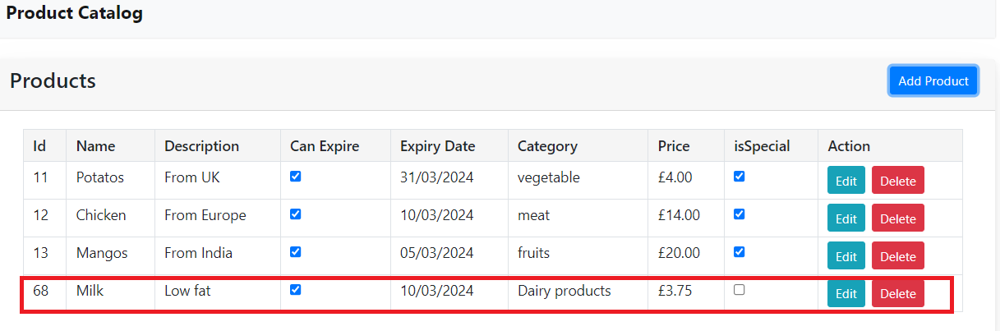 Product Catalog
Products
Add Product
Id Name Description Can Expire Expiry Date Category Price isSpecial Action
11 Potatos From UK 31/03/2024 vegetable £4.00 Edit Delete
12 Chicken From Europe 10/03/2024 meat £14.00 Edit Delete
13 Mangos From India 05/03/2024 fruits £20.00 Edit Delete
68 Milk Low fat 10/03/2024 Dairy products £3.75 Edit Delete